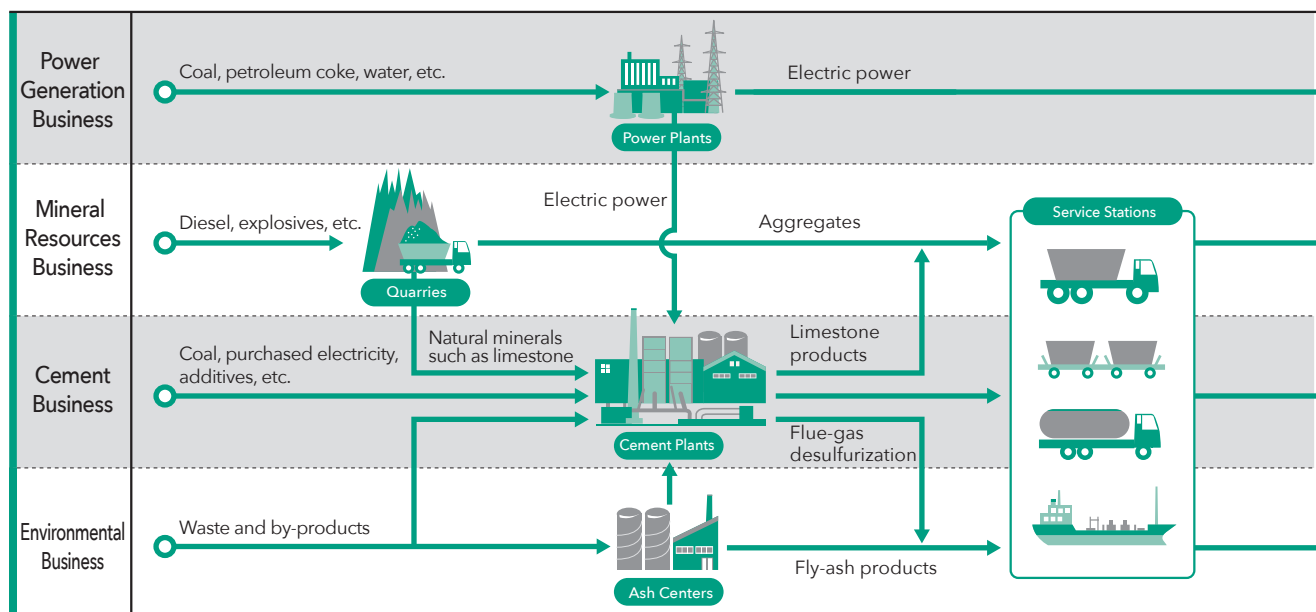 Power
Generation
Business
Coal, petroleum coke, water, etc.
Power Plants
Electric power
Mineral
Resources
Business
Diesel, explosives, etc.
Quarries
Electric power
Aggregates
Service Stations
Cement
Business
Coal, purchased electricity,
additives, etc.
Natural minerals
such as limestone
Cement Plants
Limestone
products
Flue-gas
desulfurization
Environmental
Business
Waste and by-products
Ash Centers
Fly-ash products